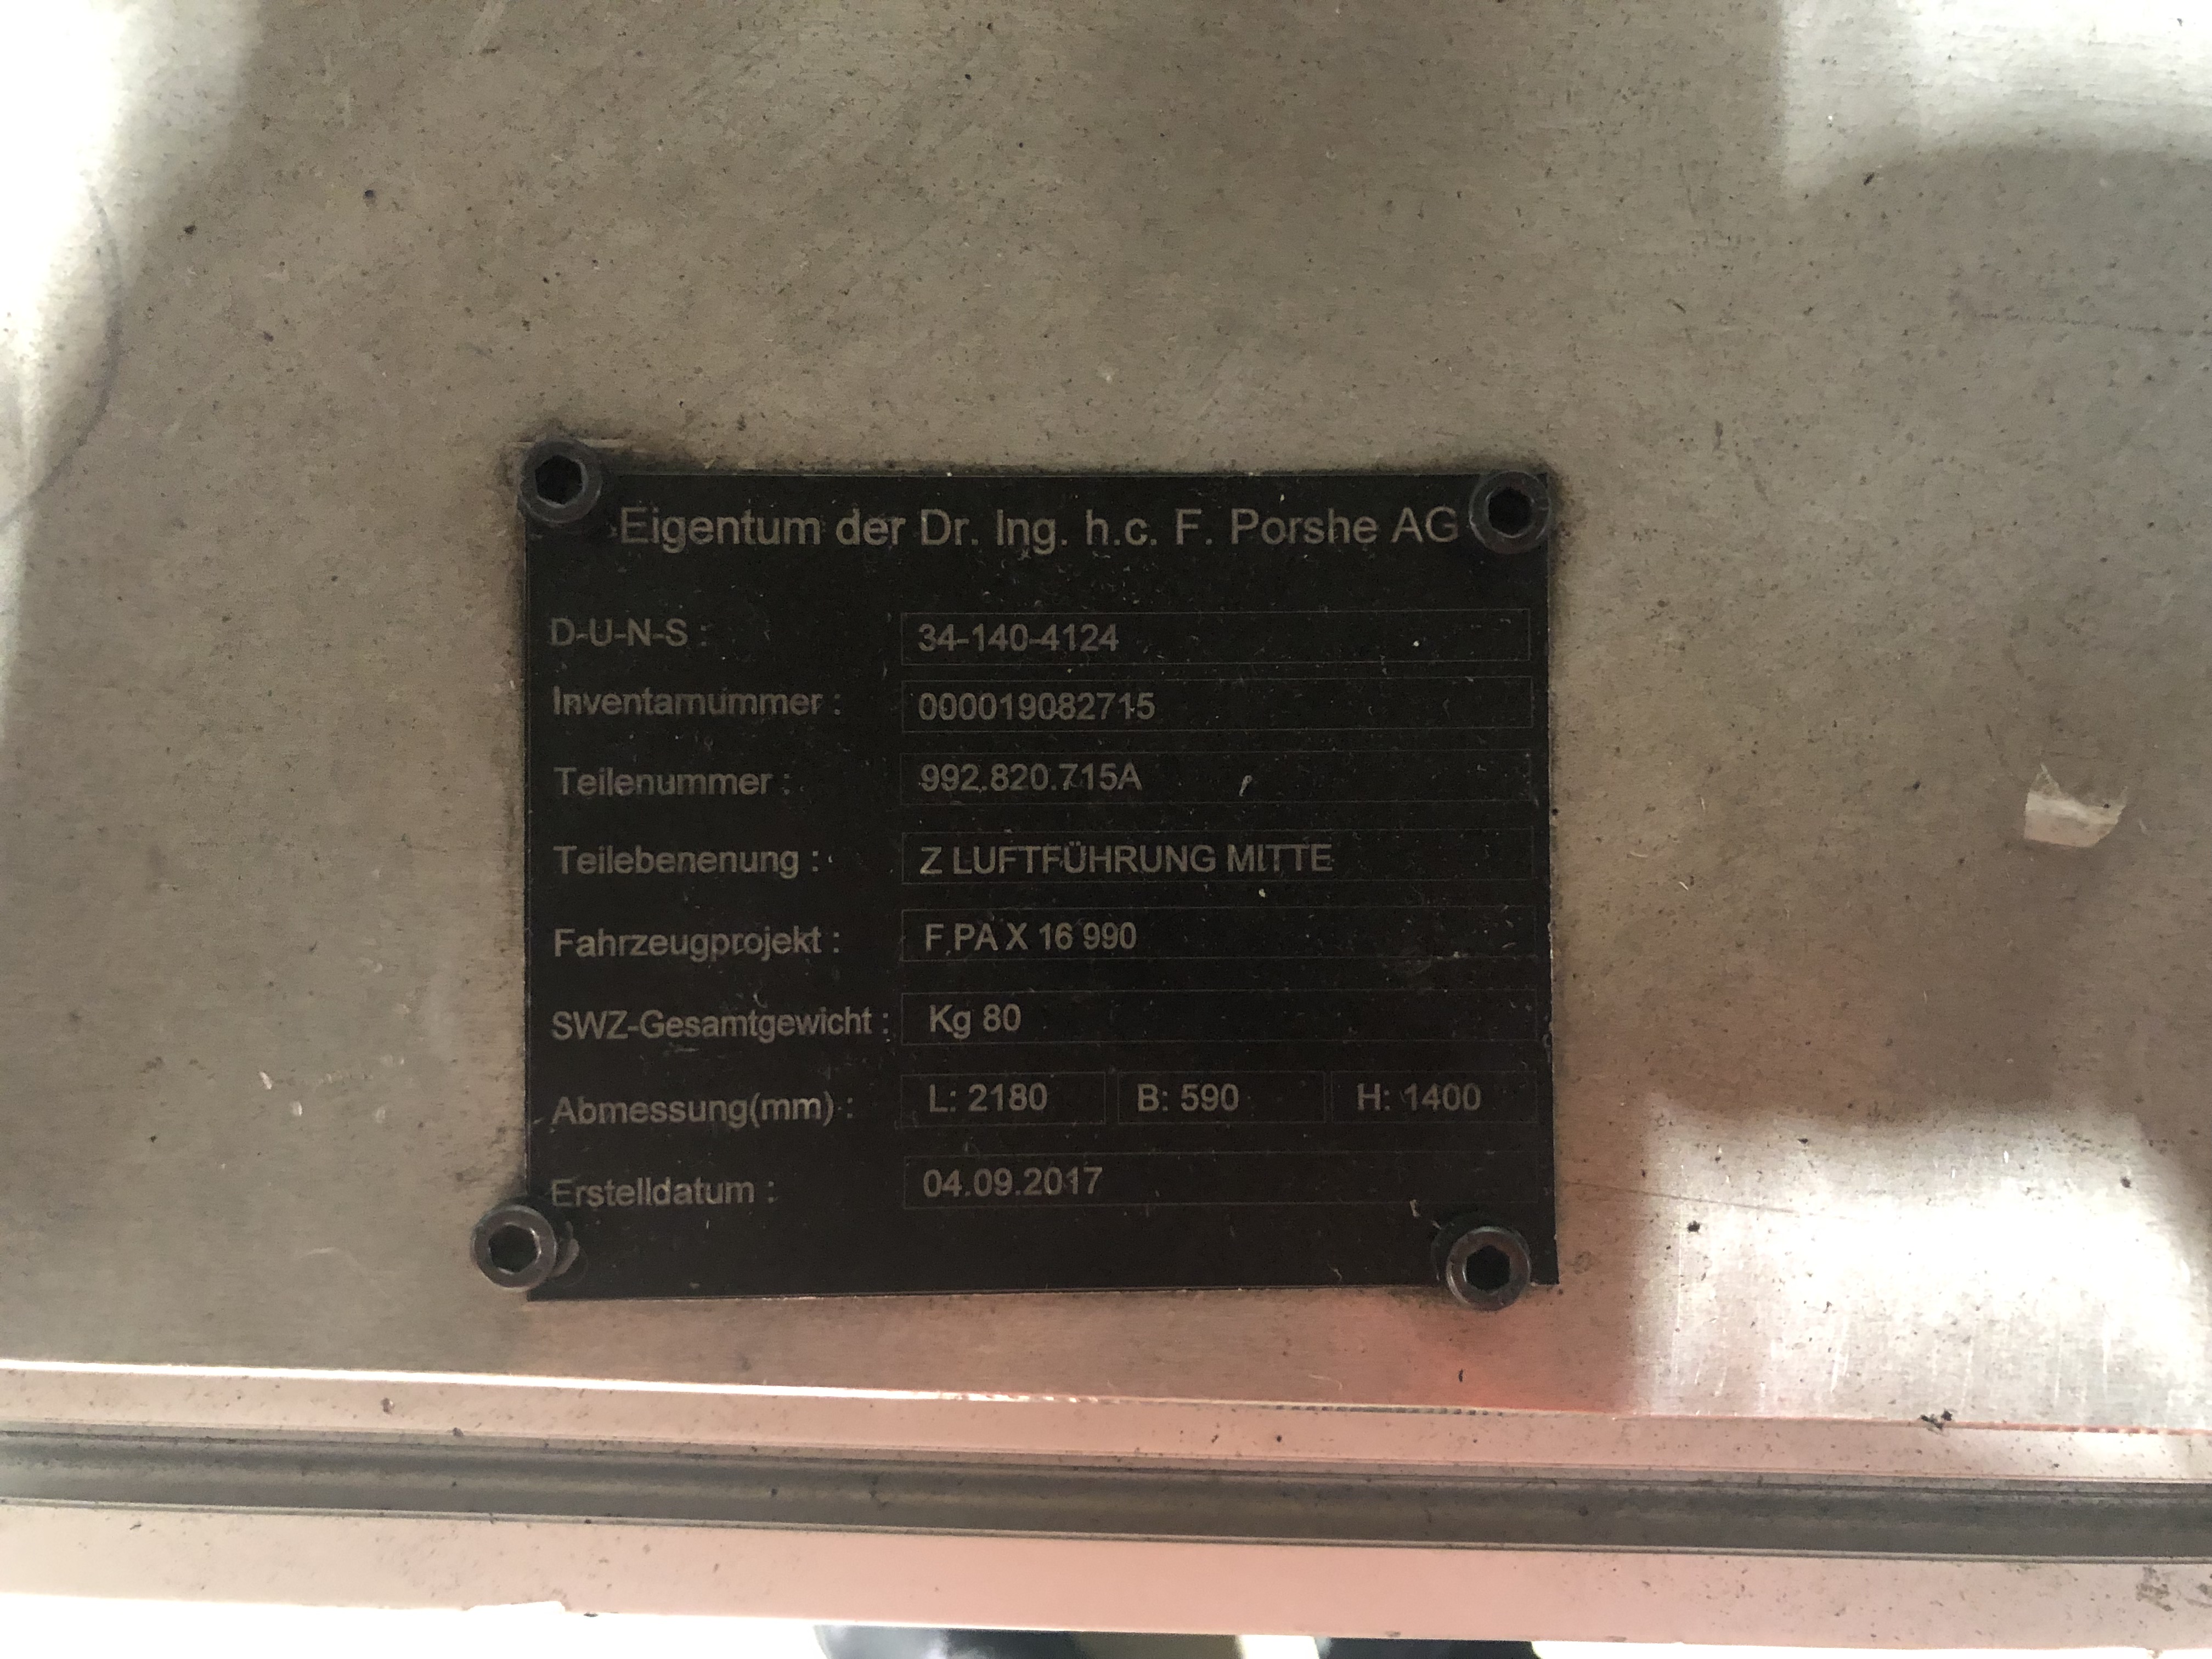 Eigentum der Dr. Ing. h.c. F. Porshe AG
D-U-N-S : 34-140-4124
Inventarnummer : 000019082715
Teilenummer : 992.820.715A
Teilebenenung : Z LUFTFÜHRUNG MITTE
Fahrzeugprojekt : F PA X 16 990
SWZ-Gesamtgewicht : Kg 80
Abmessung(mm) : L: 2180 B: 590 H: 1400
Erstelldatum : 04.09.2017